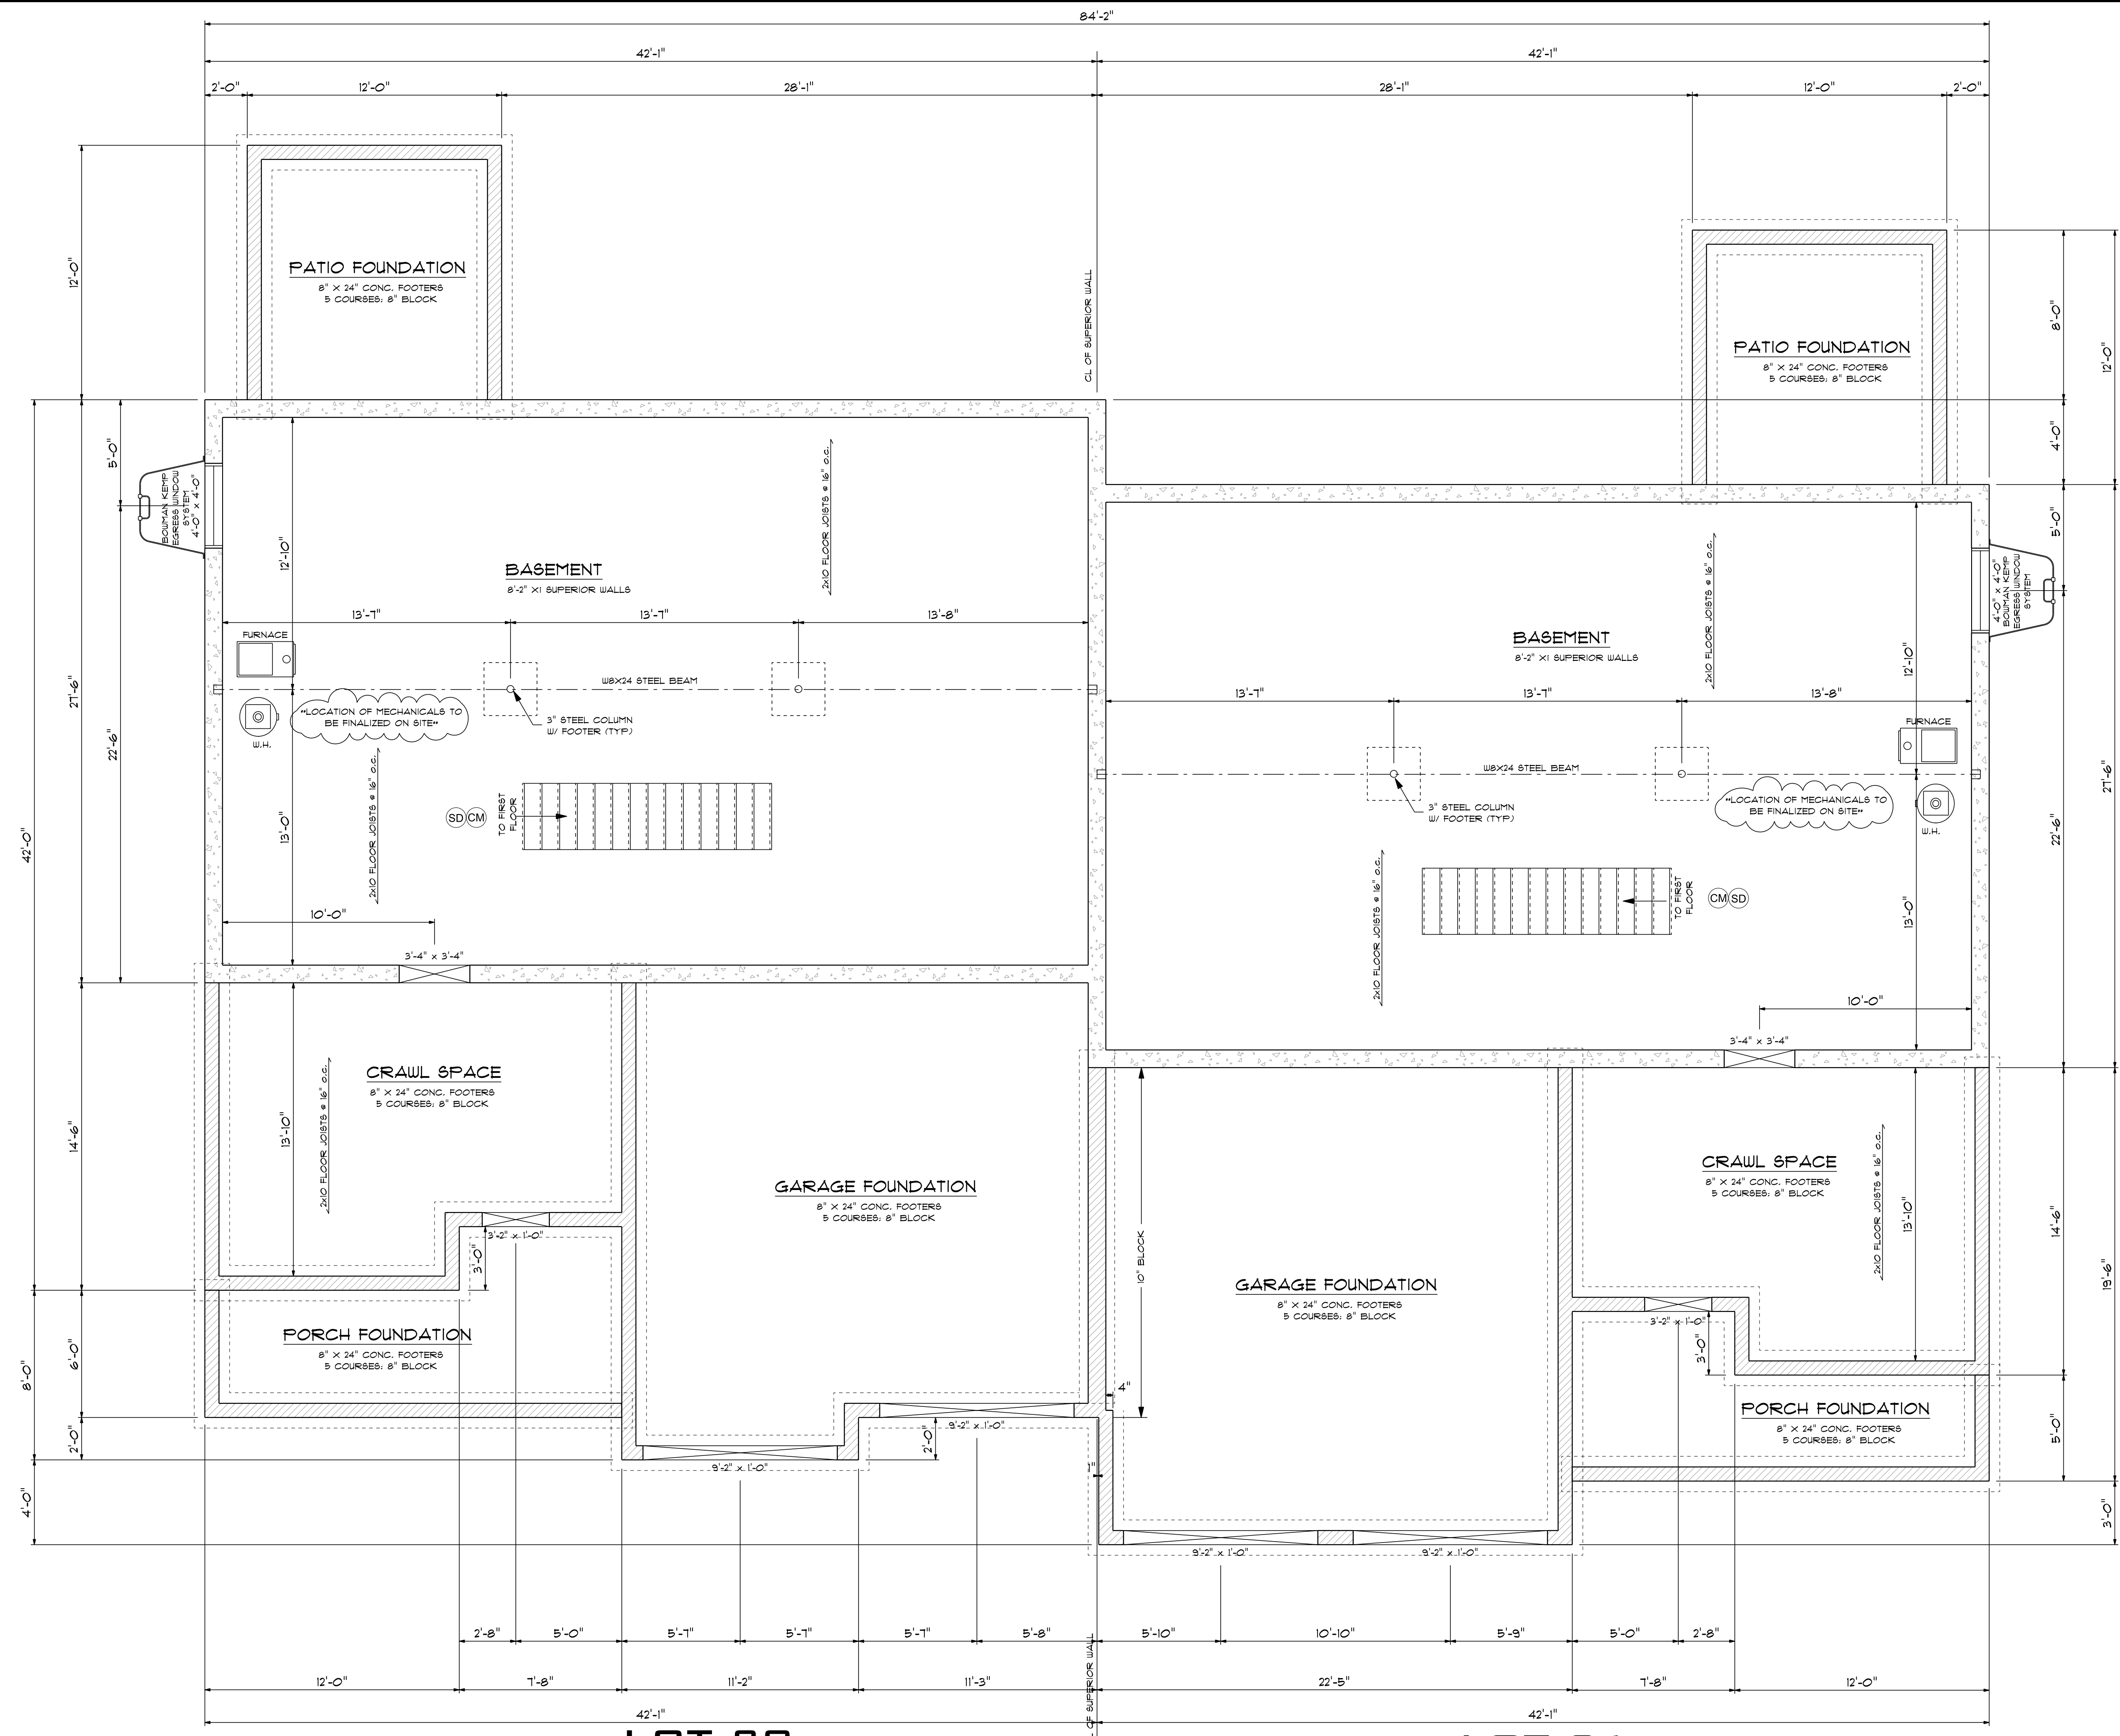 84'-2"
42'-1"
42'-1"
2'-0"
12'-0"
28'-1"
28'-1"
12'-0"
2'-0"
PATIO FOUNDATION
8" X 24" CONC. FOOTERS
5 COURSES; 8" BLOCK
CL OF SUPERIOR WALL
PATIO FOUNDATION
8" X 24" CONC. FOOTERS
5 COURSES; 8" BLOCK
12'-0"
8'-0"
12'-0"
4'-0"
5'-0"
BOWMAN KEMP
EGRESS WINDOW
SYSTEM
4'-0" x 4'-0"
12'-10"
BASEMENT
8'-2" XI SUPERIOR WALLS
2x10 FLOOR JOISTS @ 16" o.c.
13'-7"
13'-7"
13'-8"
FURNACE
W8X24 STEEL BEAM
**LOCATION OF MECHANICALS TO
BE FINALIZED ON SITE**
W.H.
3" STEEL COLUMN
W/ FOOTER (TYP.)
27'-6"
22'-6"
42'-0"
2x10 FLOOR JOISTS @ 16" o.c.
13'-0"
SD CM
TO FIRST
FLOOR
10'-0"
3'-4" x 3'-4"
2x10 FLOOR JOISTS @ 16" o.c.
BASEMENT
8'-2" XI SUPERIOR WALLS
4'-0" x 4'-0"
BOWMAN KEMP
EGRESS WINDOW
SYSTEM
5'-0"
12'-10"
13'-7"
13'-7"
13'-8"
FURNACE
W8X24 STEEL BEAM
**LOCATION OF MECHANICALS TO
BE FINALIZED ON SITE**
W.H.
3" STEEL COLUMN
W/ FOOTER (TYP.)
27'-6"
22'-6"
2x10 FLOOR JOISTS @ 16" o.c.
TO FIRST
FLOOR
CM SD
13'-0"
10'-0"
3'-4" x 3'-4"
CRAWL SPACE
8" X 24" CONC. FOOTERS
5 COURSES; 8" BLOCK
2x10 FLOOR JOISTS @ 16" o.c.
13'-10"
14'-6"
GARAGE FOUNDATION
8" X 24" CONC. FOOTERS
5 COURSES; 8" BLOCK
3'-2" x 1'-0"
3'-0"
10" BLOCK
CRAWL SPACE
8" X 24" CONC. FOOTERS
5 COURSES; 8" BLOCK
2x10 FLOOR JOISTS @ 16" o.c.
13'-10"
14'-6"
19'-6"
GARAGE FOUNDATION
8" X 24" CONC. FOOTERS
5 COURSES; 8" BLOCK
3'-2" x 1'-0"
3'-0"
PORCH FOUNDATION
8" X 24" CONC. FOOTERS
5 COURSES; 8" BLOCK
8'-0"
6'-0"
2'-0"
4'-0"
4"
PORCH FOUNDATION
8" X 24" CONC. FOOTERS
5 COURSES; 8" BLOCK
5'-0"
3'-0"
9'-2" x 1'-0"
2'-0"
9'-2" x 1'-0"
1"
9'-2" x 1'-0"
9'-2" x 1'-0"
2'-8"
5'-0"
5'-7"
5'-7"
5'-7"
5'-8"
5'-10"
10'-10"
5'-9"
5'-0"
2'-8"
12'-0"
7'-8"
11'-2"
11'-3"
22'-5"
7'-8"
12'-0"
OF SUPERIOR WALL
42'-1"
42'-1"